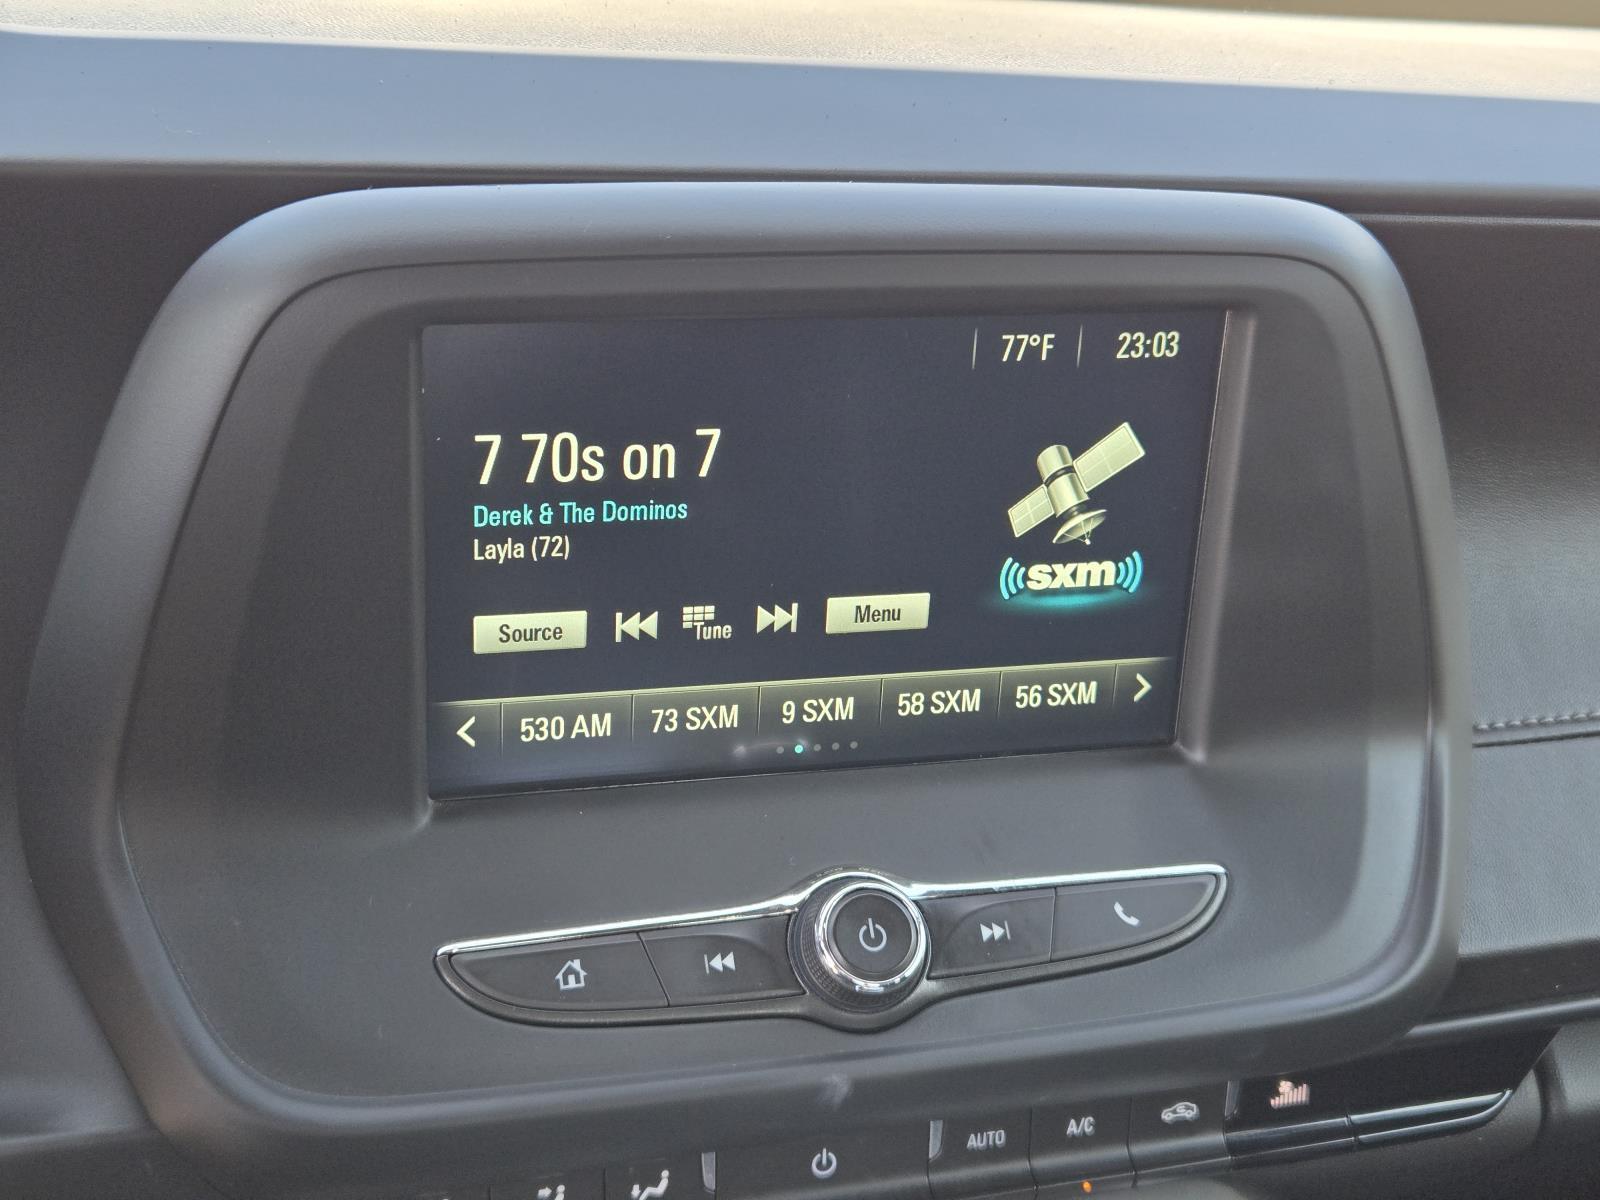 77°F 23:03
7 70s on 7
Derek & The Dominos
Layla (72)
sxm
Source Tune Menu
< 530 AM 73 SXM 9 SXM 58 SXM 56 SXM >
AUTO A/C